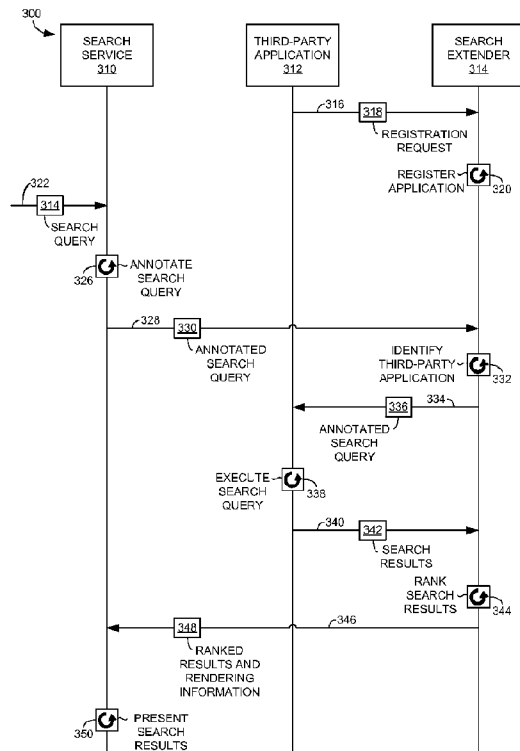 300
SEARCH SERVICE 310
THIRD-PARTY APPLICATION 312
SEARCH EXTENDER 314
316
318
REGISTRATION REQUEST
REGISTER APPLICATION
320
322
314
SEARCH QUERY
326
ANNOTATE SEARCH QUERY
328
330
ANNOTATED SEARCH QUERY
IDENTIFY THIRD-PARTY APPLICATION
332
334
336
ANNOTATED SEARCH QUERY
EXECUTE SEARCH QUERY
338
340
342
SEARCH RESULTS
RANK SEARCH RESULTS
344
346
348
RANKED RESULTS AND RENDERING INFORMATION
350
PRESENT SEARCH RESULTS